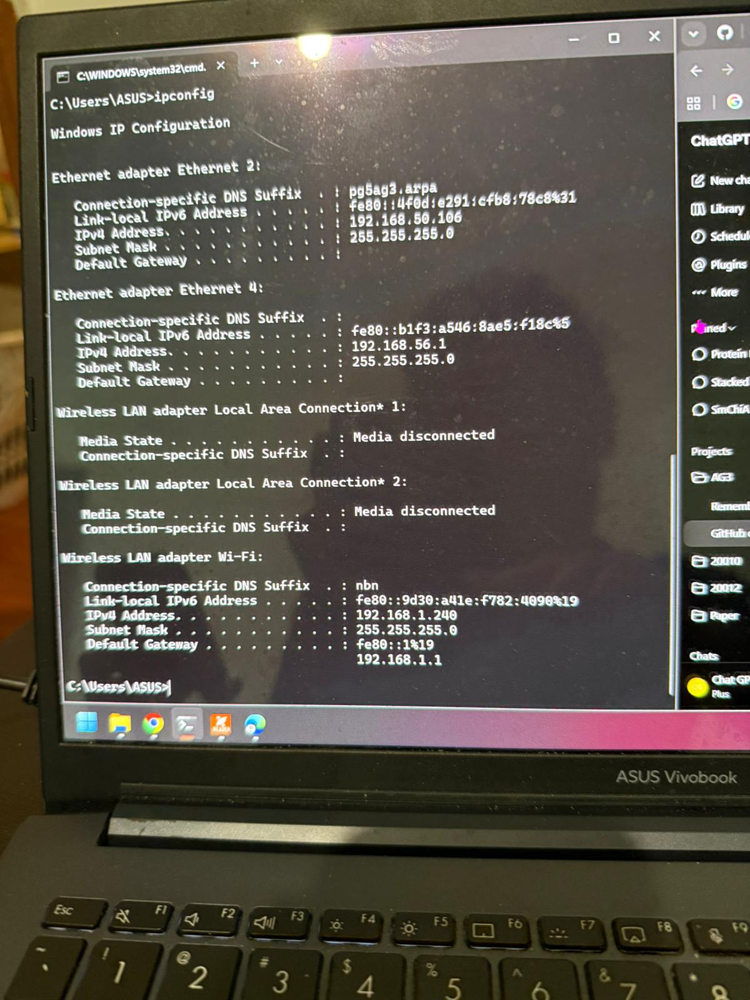 C:\WINDOWS\system32\cmd.
C:\Users\ASUS>ipconfig
Windows IP Configuration
Ethernet adapter Ethernet 2:
Connection-specific DNS Suffix . : pg5ag3.arpa
Link-local IPv6 Address . . . . . : fe80::4f0d:e291:cfb8:78c8%31
IPv4 Address. . . . . . . . . . . : 192.168.50.106
Subnet Mask . . . . . . . . . . . : 255.255.255.0
Default Gateway . . . . . . . . . :
Ethernet adapter Ethernet 4:
Connection-specific DNS Suffix . :
Link-local IPv6 Address . . . . . : fe80::b1f3:a546:8ae5:f18c%5
IPv4 Address. . . . . . . . . . . : 192.168.56.1
Subnet Mask . . . . . . . . . . . : 255.255.255.0
Default Gateway . . . . . . . . . :
Wireless LAN adapter Local Area Connection* 1:
Media State . . . . . . . . . . . : Media disconnected
Connection-specific DNS Suffix . :
Wireless LAN adapter Local Area Connection* 2:
Media State . . . . . . . . . . . : Media disconnected
Connection-specific DNS Suffix . :
Wireless LAN adapter Wi-Fi:
Connection-specific DNS Suffix . : nbn
Link-local IPv6 Address . . . . . : fe80::9d30:a41e:f782:4090%19
IPv4 Address. . . . . . . . . . . : 192.168.1.240
Subnet Mask . . . . . . . . . . . : 255.255.255.0
Default Gateway . . . . . . . . . : fe80::1%19
192.168.1.1
C:\Users\ASUS>
ChatGPT
New cha
Library
Schedul
Plugins
More
Protein
Stacked
SmChiA
Projects
AG3
Rememb
GitHub
20010
20012
Paper
Chats
Chat GP
Plus
READER
ASUS Vivobook
Esc F1 F2 F3 F4 F5 F6 F7 F8 F9
~ ! @ # $ % ^ & *
` 1 2 3 4 5 6 7 8